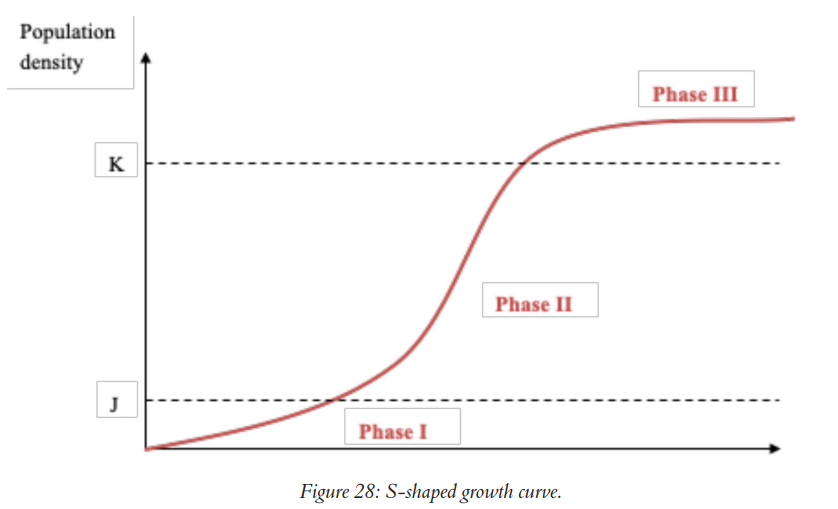 Population
density
Phase III
K
Phase II
J
Phase I
Figure 28: S-shaped growth curve.